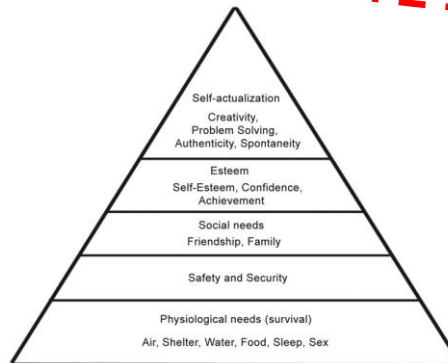 Self-actualization
Creativity,
Problem Solving,
Authenticity, Spontaneity
Esteem
Self-Esteem, Confidence,
Achievement
Social needs
Friendship, Family
Safety and Security
Physiological needs (survival)
Air, Shelter, Water, Food, Sleep, Sex